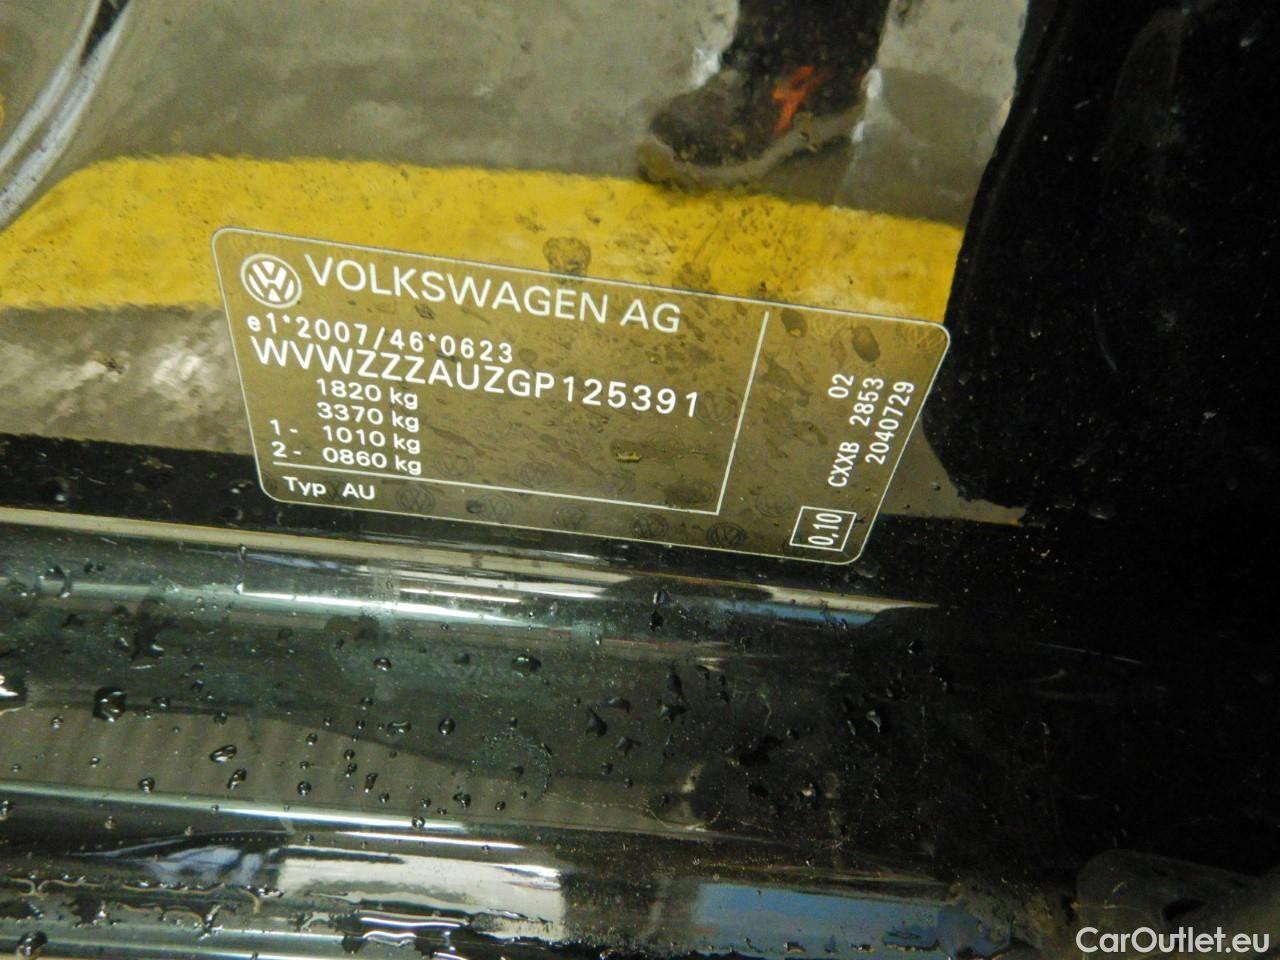 VOLKSWAGEN AG
e1*2007/46*0623
WVWZZZAUZGP125391
1820 kg
3370 kg
1 - 1010 kg
2 - 0860 kg
Typ AU
02
CXXB 2853
2040729
0,10
CarOutlet.eu